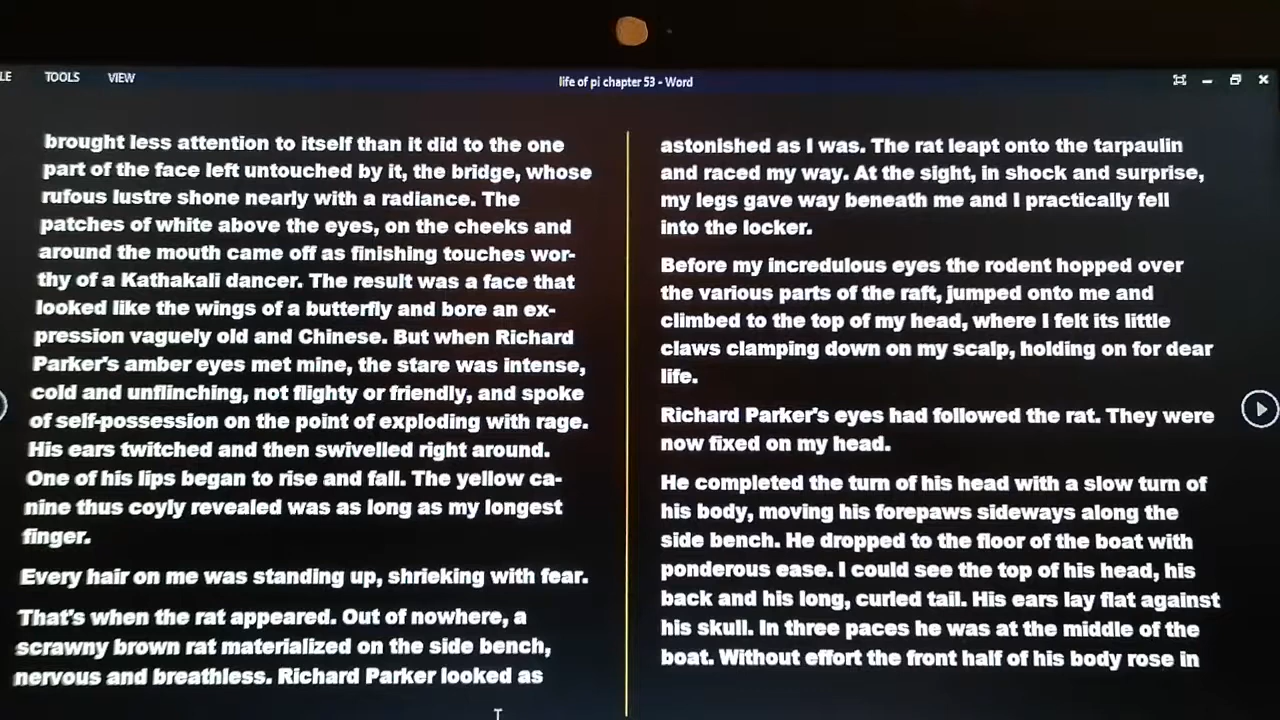 LE TOOLS VIEW
life of pi chapter 53 - Word
brought less attention to itself than it did to the one
part of the face left untouched by it, the bridge, whose
rufous lustre shone nearly with a radiance. The
patches of white above the eyes, on the cheeks and
around the mouth came off as finishing touches wor-
thy of a Kathakali dancer. The result was a face that
looked like the wings of a butterfly and bore an ex-
pression vaguely old and Chinese. But when Richard
Parker's amber eyes met mine, the stare was intense,
cold and unflinching, not flighty or friendly, and spoke
of self-possession on the point of exploding with rage.
His ears twitched and then swivelled right around.
One of his lips began to rise and fall. The yellow ca-
nine thus coyly revealed was as long as my longest
finger.
Every hair on me was standing up, shrieking with fear.
That's when the rat appeared. Out of nowhere, a
scrawny brown rat materialized on the side bench,
nervous and breathless. Richard Parker looked as
astonished as I was. The rat leapt onto the tarpaulin
and raced my way. At the sight, in shock and surprise,
my legs gave way beneath me and I practically fell
into the locker.
Before my incredulous eyes the rodent hopped over
the various parts of the raft, jumped onto me and
climbed to the top of my head, where I felt its little
claws clamping down on my scalp, holding on for dear
life.
Richard Parker's eyes had followed the rat. They were
now fixed on my head.
He completed the turn of his head with a slow turn of
his body, moving his forepaws sideways along the
side bench. He dropped to the floor of the boat with
ponderous ease. I could see the top of his head, his
back and his long, curled tail. His ears lay flat against
his skull. In three paces he was at the middle of the
boat. Without effort the front half of his body rose in